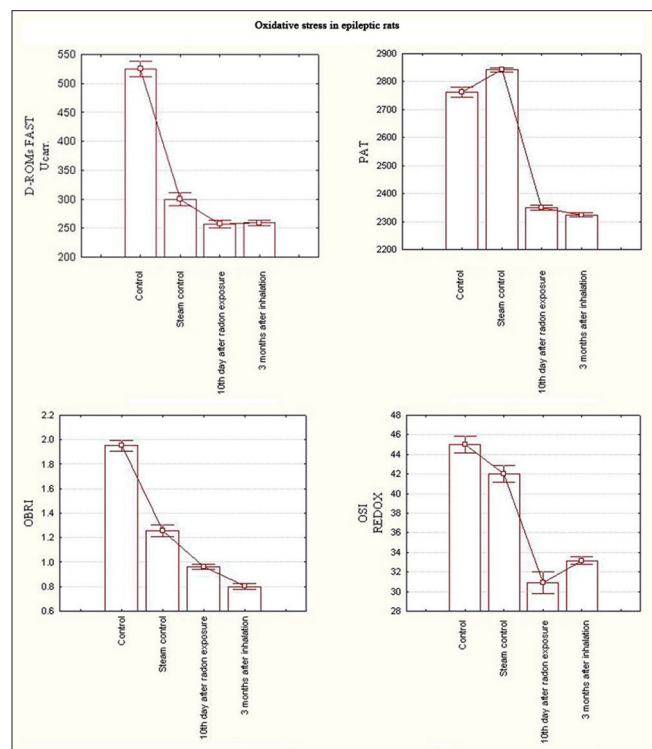 Oxidative stress in epileptic rats
D-ROMs FAST
Ucarr.
550
500
450
400
350
300
250
200
Control
Steam control
10th day after radon exposure
3 months after inhalation
PAT
2900
2800
2700
2600
2500
2400
2300
2200
Control
Steam control
10th day after radon exposure
3 months after inhalation
OBRI
2.2
2.0
1.8
1.6
1.4
1.2
1.0
0.8
0.6
Control
Steam control
10th day after radon exposure
3 months after inhalation
OSI
REDOX
48
46
44
42
40
38
36
34
32
30
28
Control
Steam control
10th day after radon exposure
3 months after inhalation